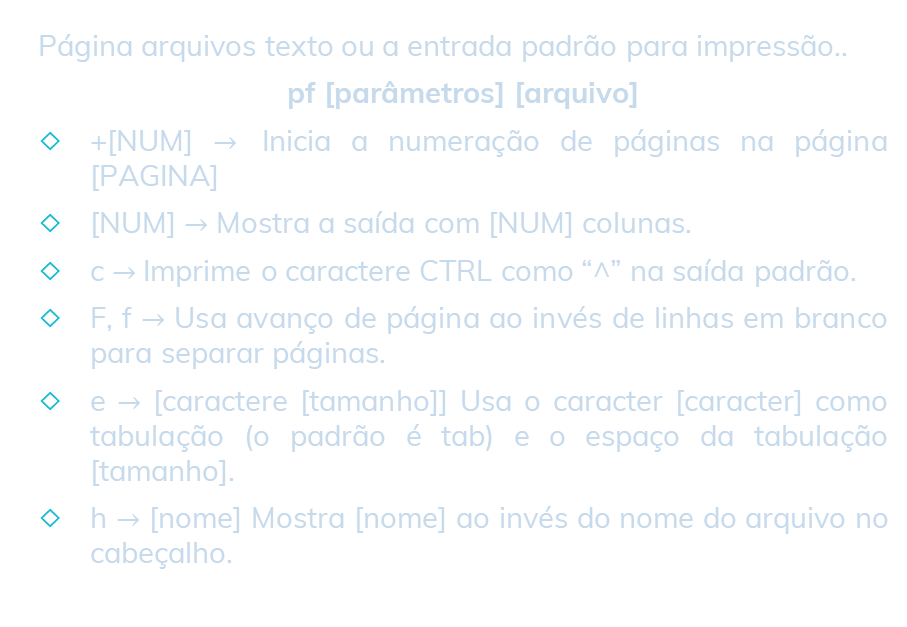 Página arquivos texto ou a entrada padrão para impressão..
pf [parâmetros] [arquivo]
+[NUM] → Inicia a numeração de páginas na página
[PAGINA]
[NUM] → Mostra a saída com [NUM] colunas.
c → Imprime o caractere CTRL como “^” na saída padrão.
F, f → Usa avanço de página ao invés de linhas em branco
para separar páginas.
e → [caractere [tamanho]] Usa o caracter [caracter] como
tabulação (o padrão é tab) e o espaço da tabulação
[tamanho].
h → [nome] Mostra [nome] ao invés do nome do arquivo no
cabeçalho.